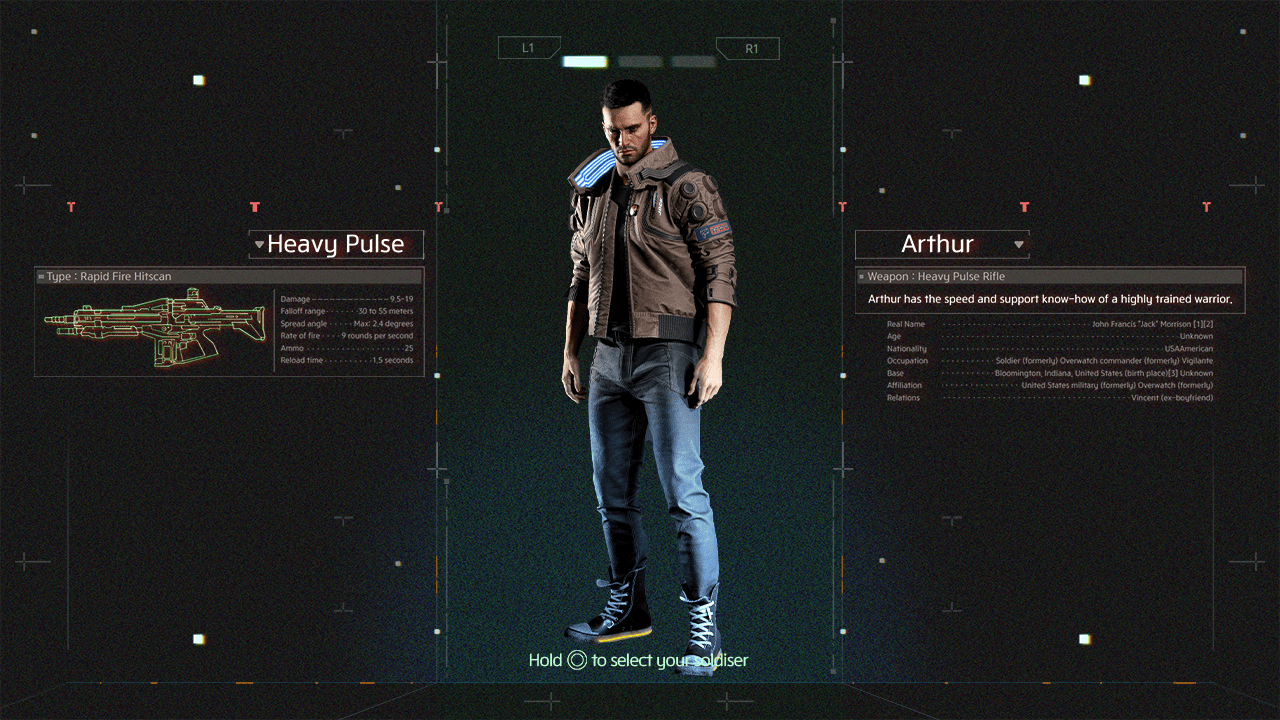 L1
R1
Heavy Pulse
Type : Rapid Fire Hitscan
Damage 9.5-19
Falloff range 30 to 55 meters
Spread angle Max: 2.4 degrees
Rate of fire 9 rounds per second
Ammo 25
Reload time 1.5 seconds
Arthur
Weapon : Heavy Pulse Rifle
Arthur has the speed and support know-how of a highly trained warrior.
Real Name John Francis "Jack" Morrison [1][2]
Age Unknown
Nationality USAAmerican
Occupation Soldier (formerly) Overwatch commander (formerly) Vigilante
Base Bloomington, Indiana, United States (birth place)[3] Unknown
Affiliation United States military (formerly) Overwatch (formerly)
Relations Vincent (ex-boyfriend)
Hold to select your soldiser